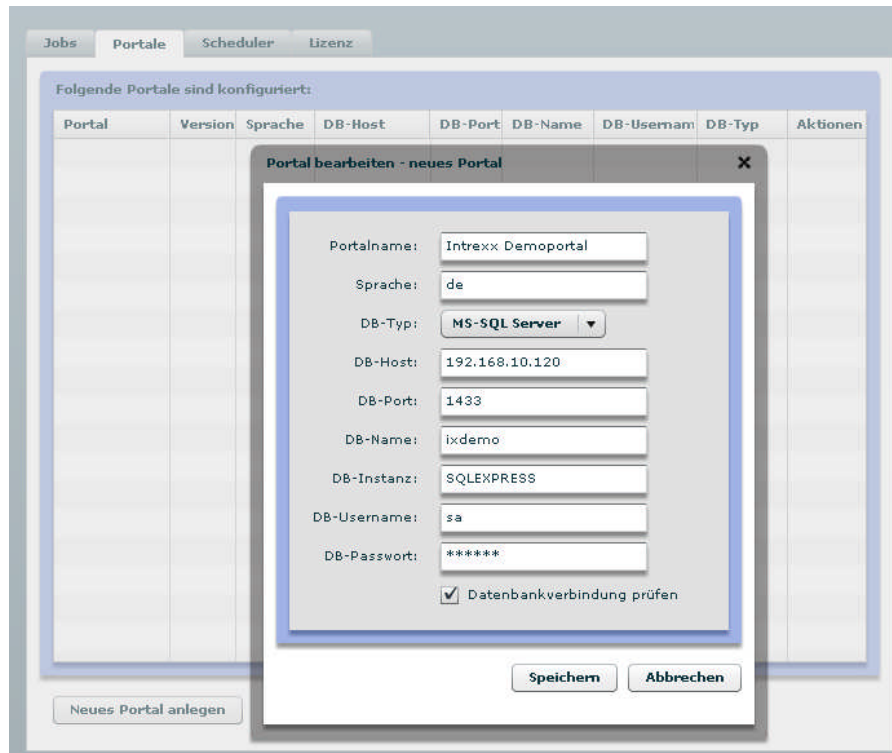 Jobs Portale Scheduler Lizenz
Folgende Portale sind konfiguriert:
Portal Version Sprache DB-Host DB-Port DB-Name DB-Usernam DB-Typ Aktionen
Portal bearbeiten - neues Portal
Portalname: Intrexx Demoportal
Sprache: de
DB-Typ: MS-SQL Server
DB-Host: 192.168.10.120
DB-Port: 1433
DB-Name: ixdemo
DB-Instanz: SQLEXPRESS
DB-Username: sa
DB-Passwort: ******
Datenbankverbindung prüfen
Speichern Abbrechen
Neues Portal anlegen